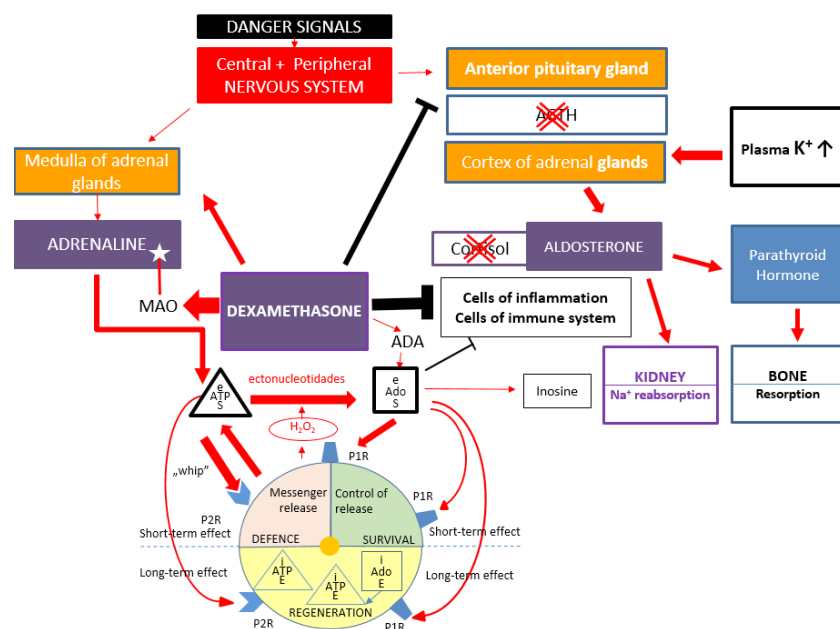 DANGER SIGNALS
Central + Peripheral
NERVOUS SYSTEM
Anterior pituitary gland
ACTH
Cortex of adrenal glands
Plasma K⁺ ↑
Medulla of adrenal
glands
ADRENALINE
Cortisol
ALDOSTERONE
Parathyroid
Hormone
MAO
DEXAMETHASONE
Cells of inflammation
Cells of immune system
ADA
KIDNEY
Na⁺ reabsorption
BONE
Resorption
e
ATP
S
ectonucleotidades
e
Ado
S
Inosine
H₂O₂
„whip"
P1R
Messenger
release
Control of
release
P1R
P2R
Short-term effect
DEFENCE
SURVIVAL
Short-term effect
Long-term effect
i
ATP
E
i
ATP
E
i
Ado
E
Long-term effect
REGENERATION
P2R
P1R